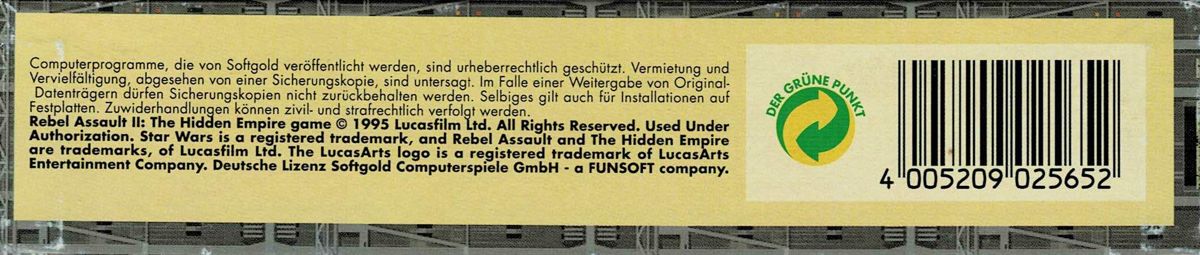 Computerprogramme, die von Softgold veröffentlicht werden, sind urheberrechtlich geschützt. Vermietung und
Vervielfältigung, abgesehen von einer Sicherungskopie, sind untersagt. Im Falle einer Weitergabe von Original-
Datenträgern dürfen Sicherungskopien nicht zurückbehalten werden. Selbiges gilt auch für Installationen auf
Festplatten. Zuwiderhandlungen können zivil- und strafrechtlich verfolgt werden.
Rebel Assault II: The Hidden Empire game © 1995 Lucasfilm Ltd. All Rights Reserved. Used Under
Authorization. Star Wars is a registered trademark, and Rebel Assault and The Hidden Empire
are trademarks, of Lucasfilm Ltd. The LucasArts logo is a registered trademark of LucasArts
Entertainment Company. Deutsche Lizenz Softgold Computerspiele GmbH - a FUNSOFT company.
DER GRÜNE PUNKT
4 005209 025652